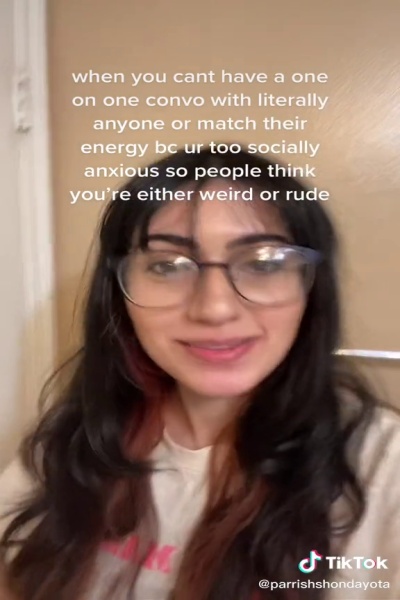 when you cant have a one
on one convo with literally
anyone or match their
energy bc ur too socially
anxious so people think
you're either weird or rude
TikTok
@parrishshondayota